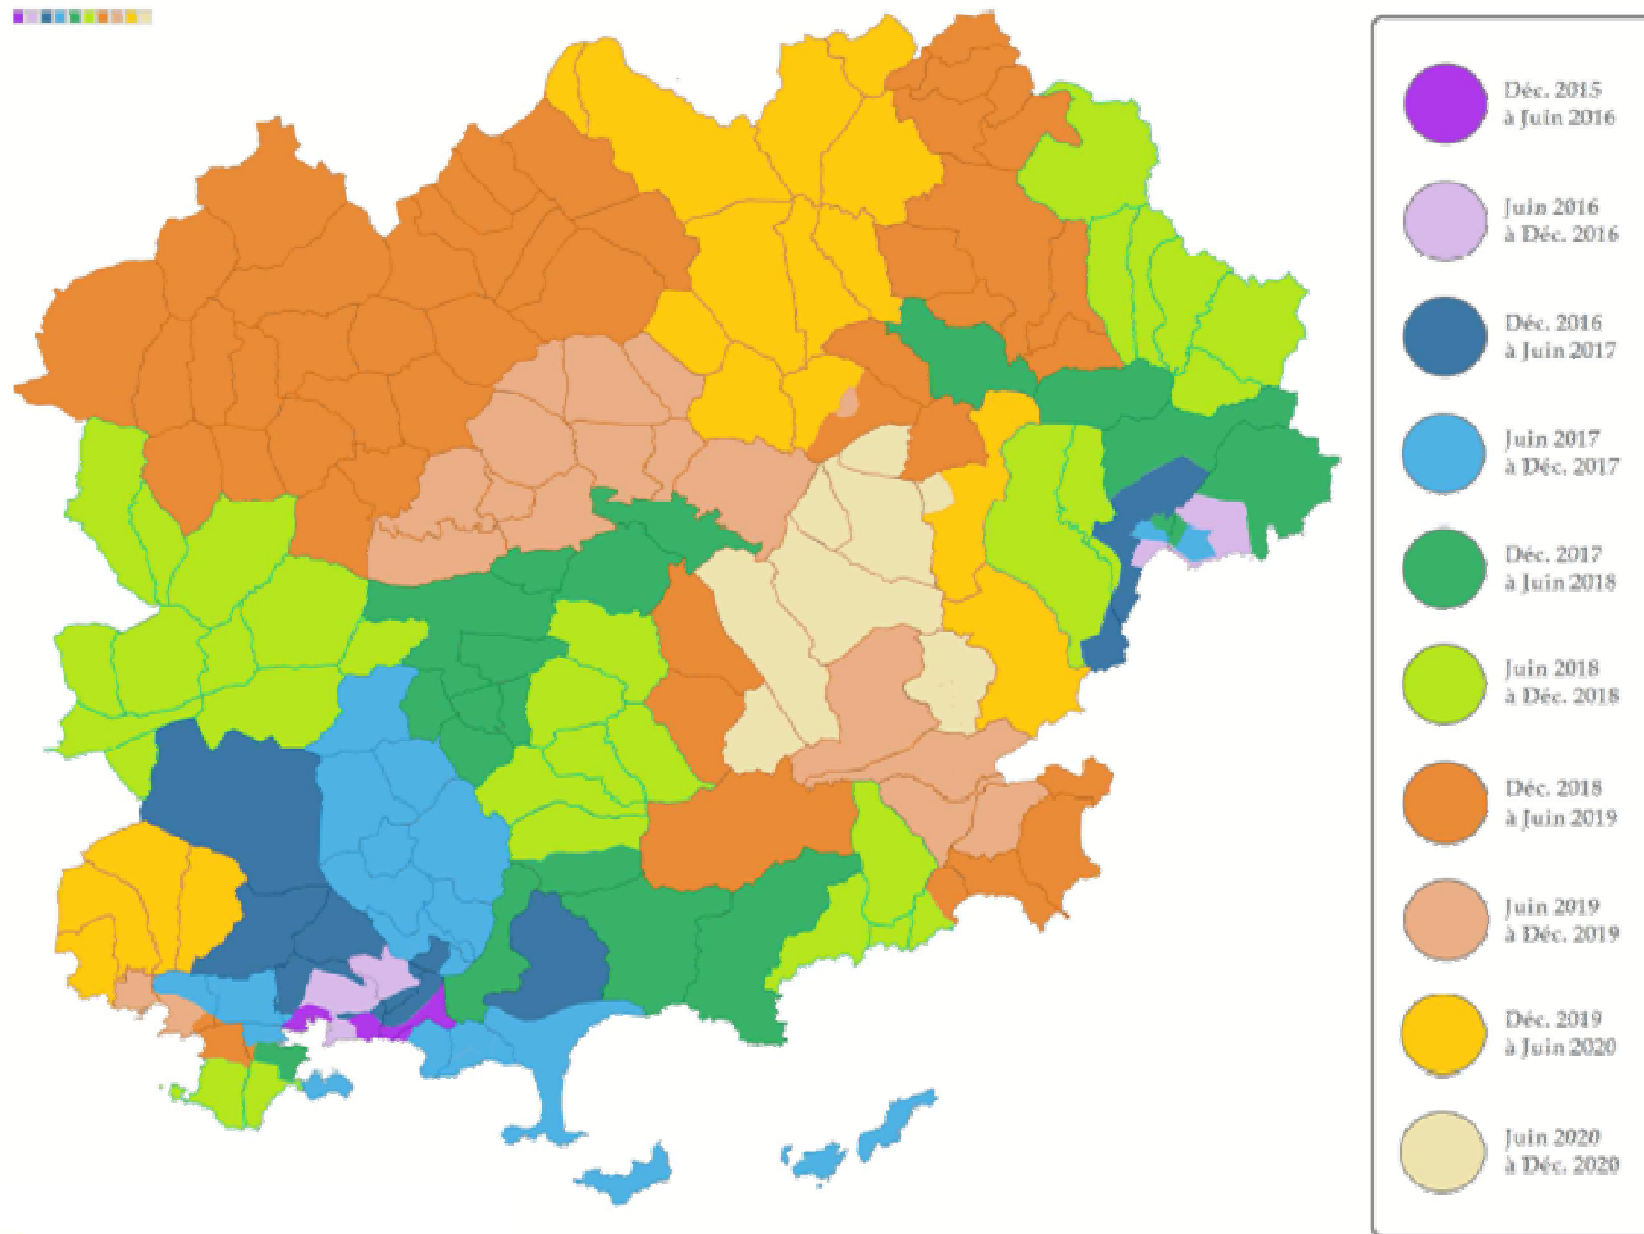 Déc. 2015
à Juin 2016
Juin 2016
à Déc. 2016
Déc. 2016
à Juin 2017
Juin 2017
à Déc. 2017
Déc. 2017
à Juin 2018
Juin 2018
à Déc. 2018
Déc. 2018
à Juin 2019
Juin 2019
à Déc. 2019
Déc. 2019
à Juin 2020
Juin 2020
à Déc. 2020